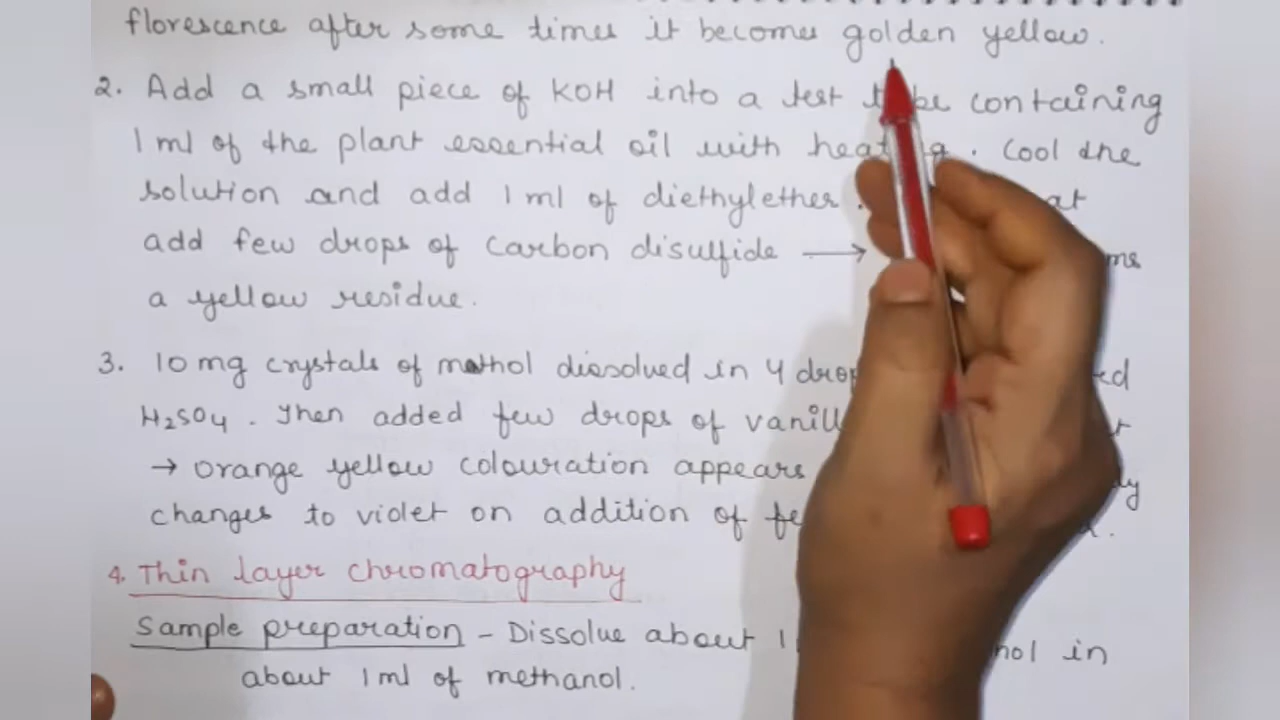 florescence after some times it becomes golden yellow.
2. Add a small piece of KOH into a test containing
1 ml of the plant essential oil with . Cool the
solution and add 1 ml of diethylether. at
add few drops of carbon disulfide →
a yellow residue.
3. 10 mg crystals of mothol dissolved in 4
H2SO4. Then added few drops of
→ orange yellow colouration appears
changes to violet on addition of
4. Thin layer chromatography
Sample preparation - Dissolve about 1 in
about 1 ml of methanol.